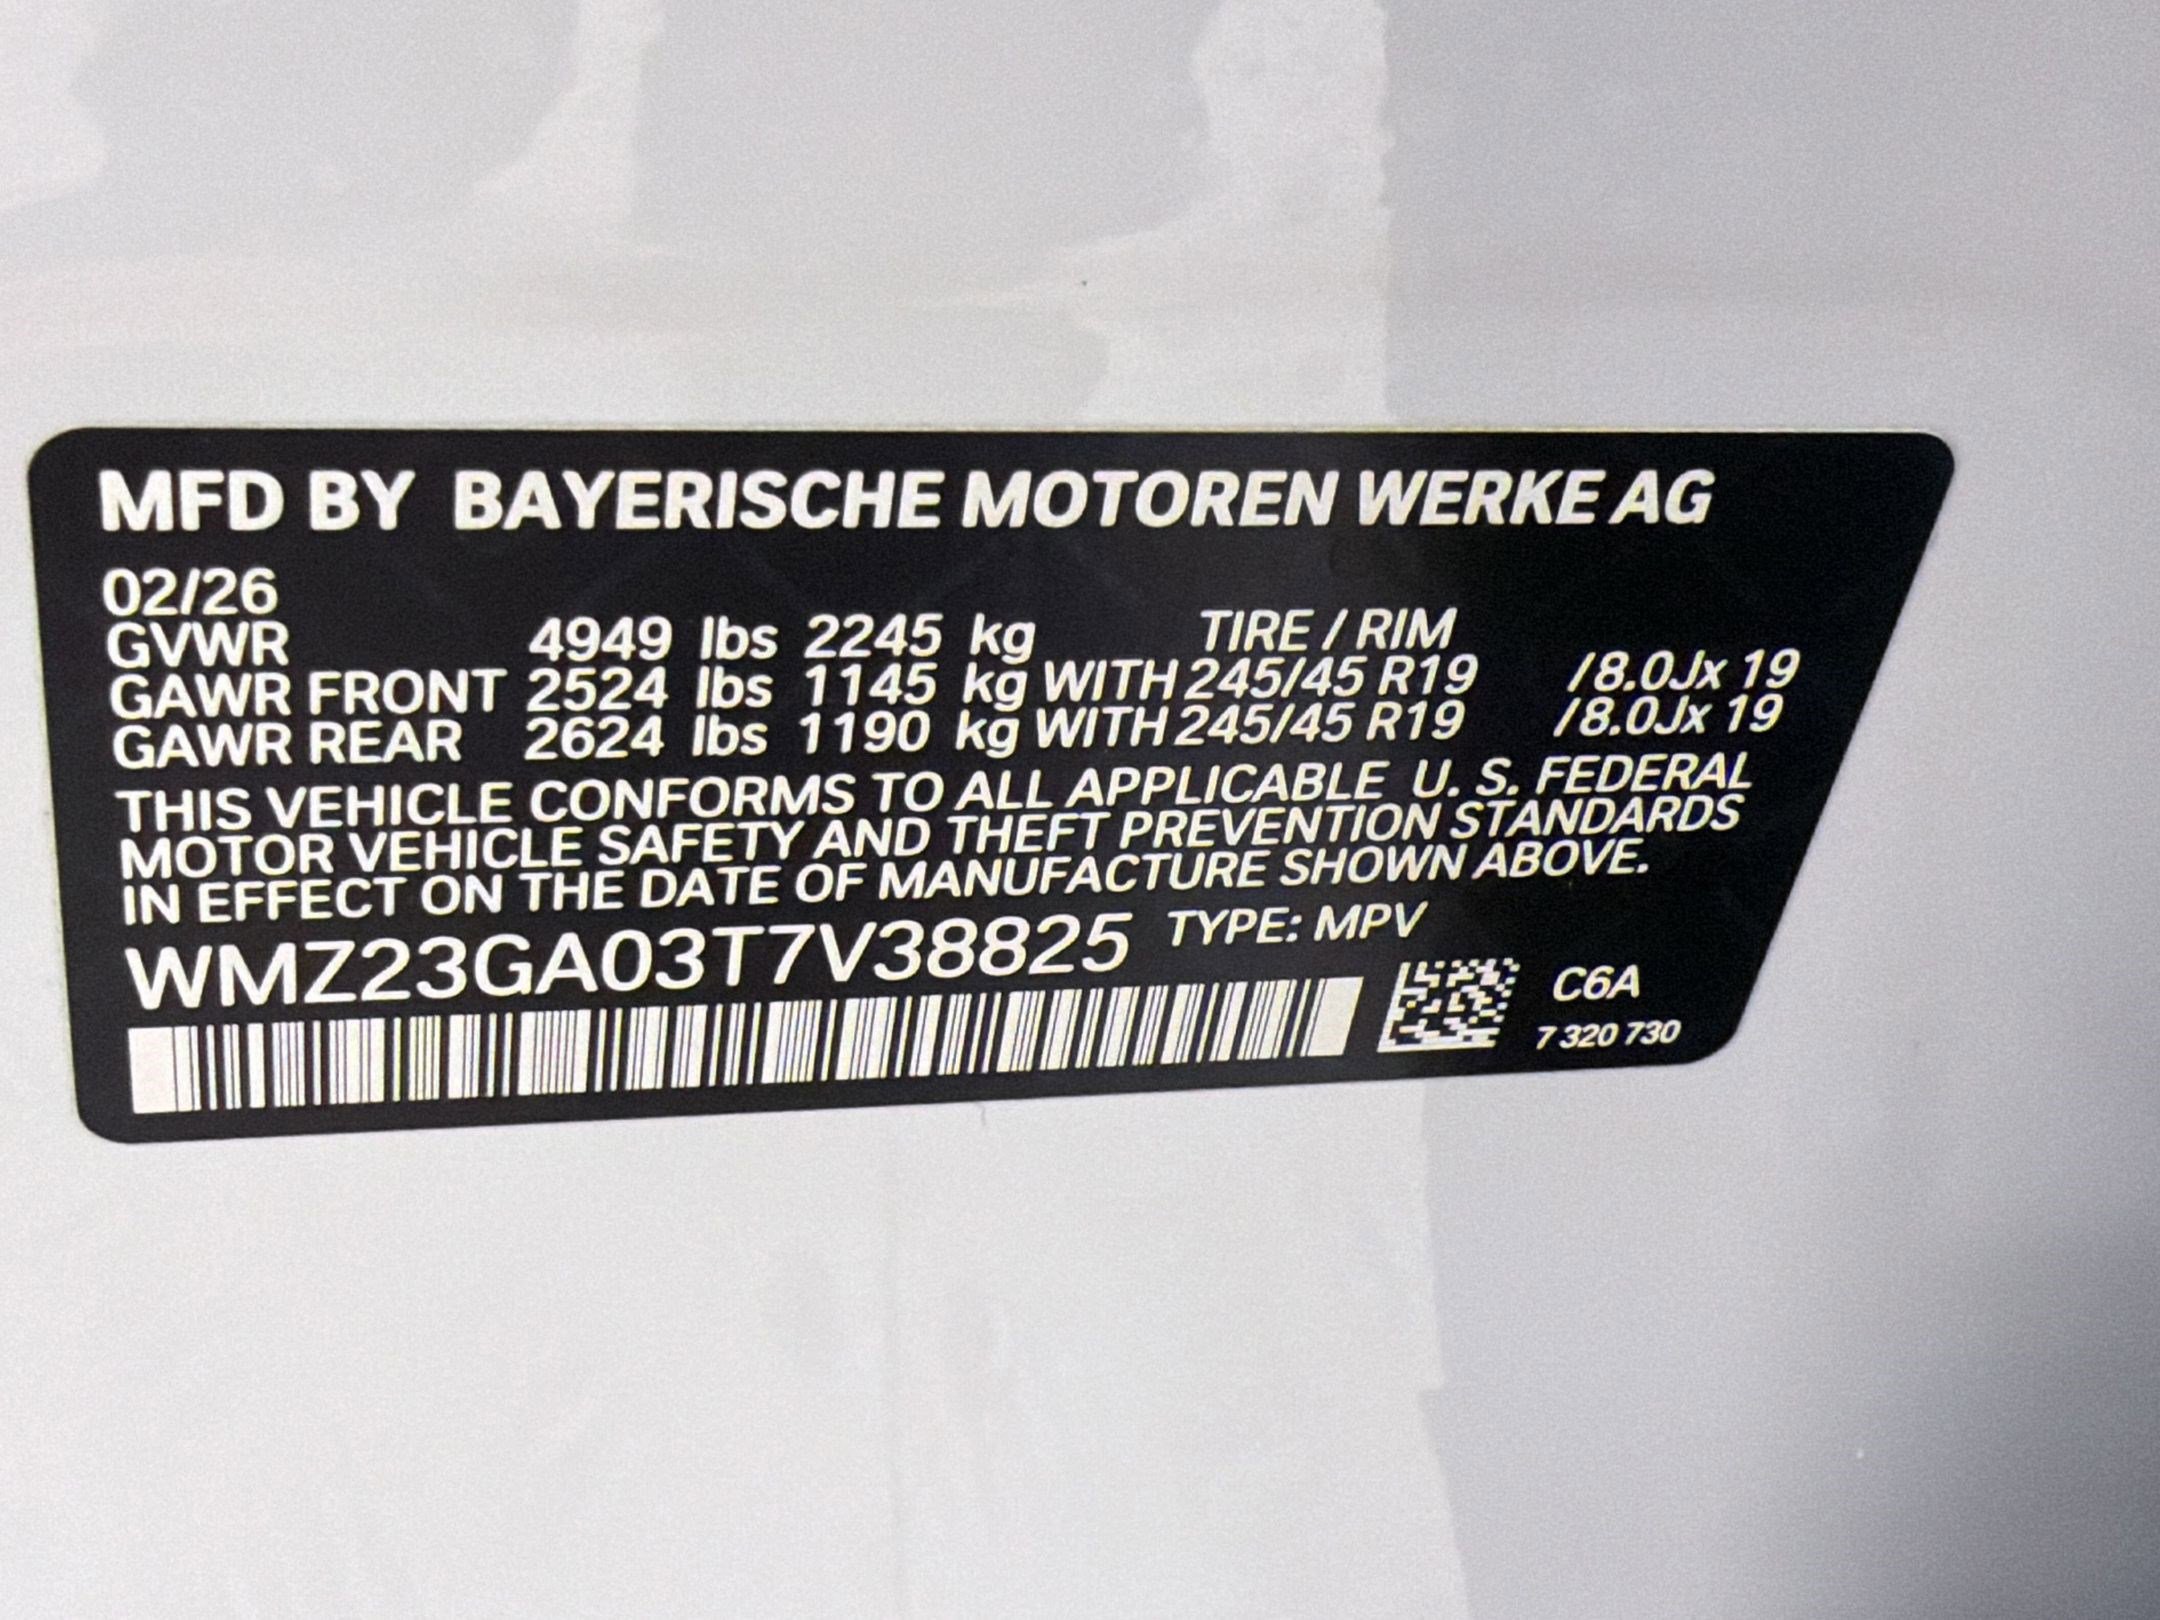 MFD BY BAYERISCHE MOTOREN WERKE AG
02/26
GVWR 4949 lbs 2245 kg TIRE / RIM
GAWR FRONT 2524 lbs 1145 kg WITH 245/45 R19 /8.0Jx 19
GAWR REAR 2624 lbs 1190 kg WITH 245/45 R19 /8.0Jx 19
THIS VEHICLE CONFORMS TO ALL APPLICABLE U. S. FEDERAL
MOTOR VEHICLE SAFETY AND THEFT PREVENTION STANDARDS
IN EFFECT ON THE DATE OF MANUFACTURE SHOWN ABOVE.
WMZ23GA03T7V38825 TYPE: MPV
C6A
7 320 730